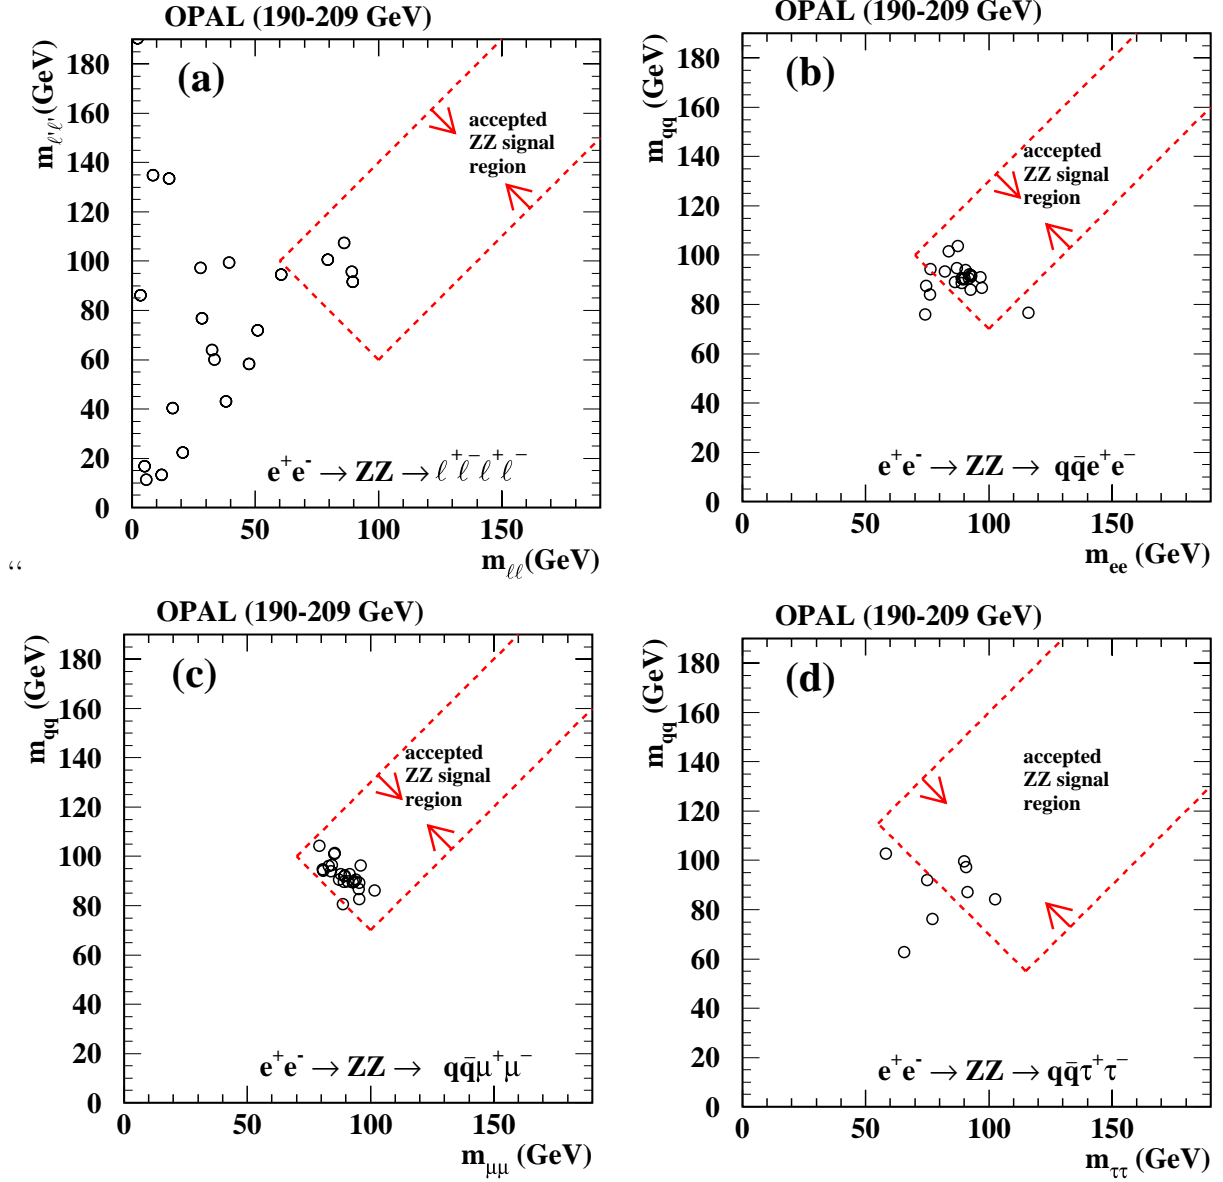 OPAL (190-209 GeV)
m_ℓ'ℓ' (GeV)
180
160
140
120
100
80
60
40
20
0
(a)
accepted
ZZ signal
region
e⁺e⁻ → ZZ → ℓ⁺ℓ⁻ℓ⁺ℓ⁻
0 50 100 150
m_ℓℓ (GeV)
OPAL (190-209 GeV)
m_qq (GeV)
180
160
140
120
100
80
60
40
20
0
(b)
accepted
ZZ signal
region
e⁺e⁻ → ZZ → qq̄e⁺e⁻
0 50 100 150
m_ee (GeV)
“
OPAL (190-209 GeV)
m_qq (GeV)
180
160
140
120
100
80
60
40
20
0
(c)
accepted
ZZ signal
region
e⁺e⁻ → ZZ → qq̄μ⁺μ⁻
0 50 100 150
m_μμ (GeV)
OPAL (190-209 GeV)
m_qq (GeV)
180
160
140
120
100
80
60
40
20
0
(d)
accepted
ZZ signal
region
e⁺e⁻ → ZZ → qq̄τ⁺τ⁻
0 50 100 150
m_ττ (GeV)